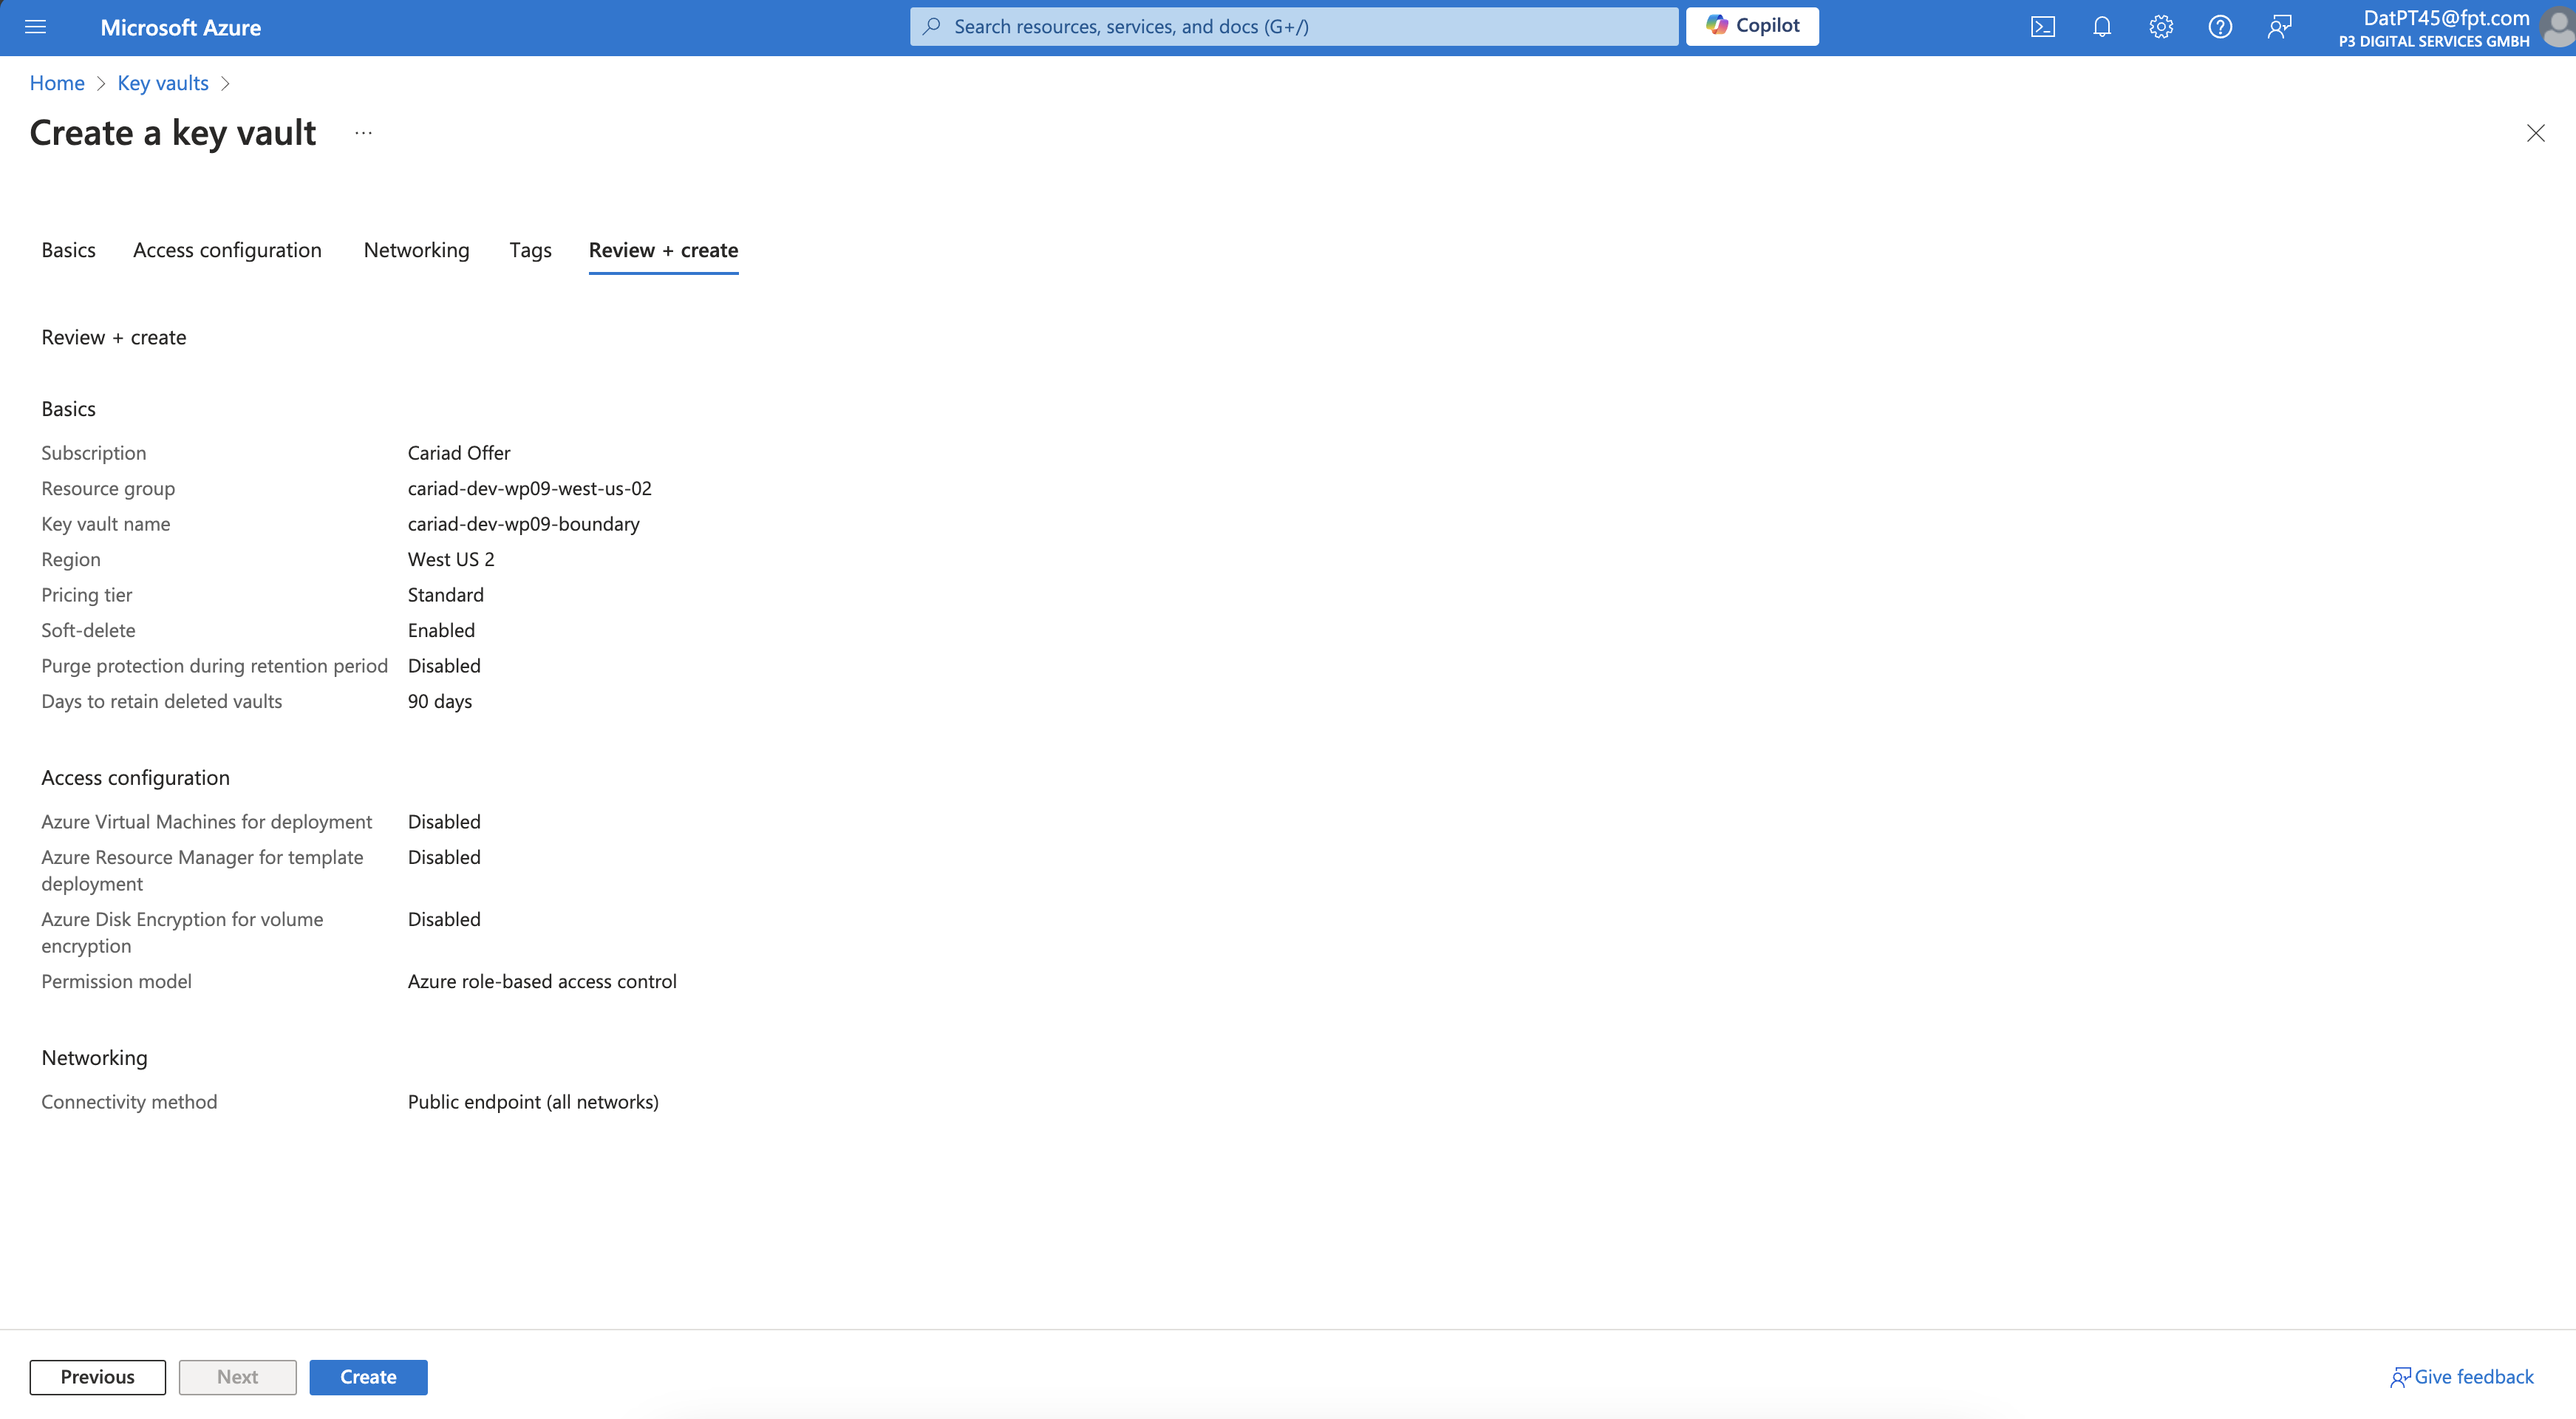 Microsoft Azure
Search resources, services, and docs (G+/)
Copilot
DatPT45@fpt.com
P3 DIGITAL SERVICES GMBH
Home > Key vaults >
Create a key vault ...
Basics Access configuration Networking Tags Review + create
Review + create
Basics
Subscription Cariad Offer
Resource group cariad-dev-wp09-west-us-02
Key vault name cariad-dev-wp09-boundary
Region West US 2
Pricing tier Standard
Soft-delete Enabled
Purge protection during retention period Disabled
Days to retain deleted vaults 90 days
Access configuration
Azure Virtual Machines for deployment Disabled
Azure Resource Manager for template Disabled
deployment
Azure Disk Encryption for volume Disabled
encryption
Permission model Azure role-based access control
Networking
Connectivity method Public endpoint (all networks)
Previous Next Create
Give feedback